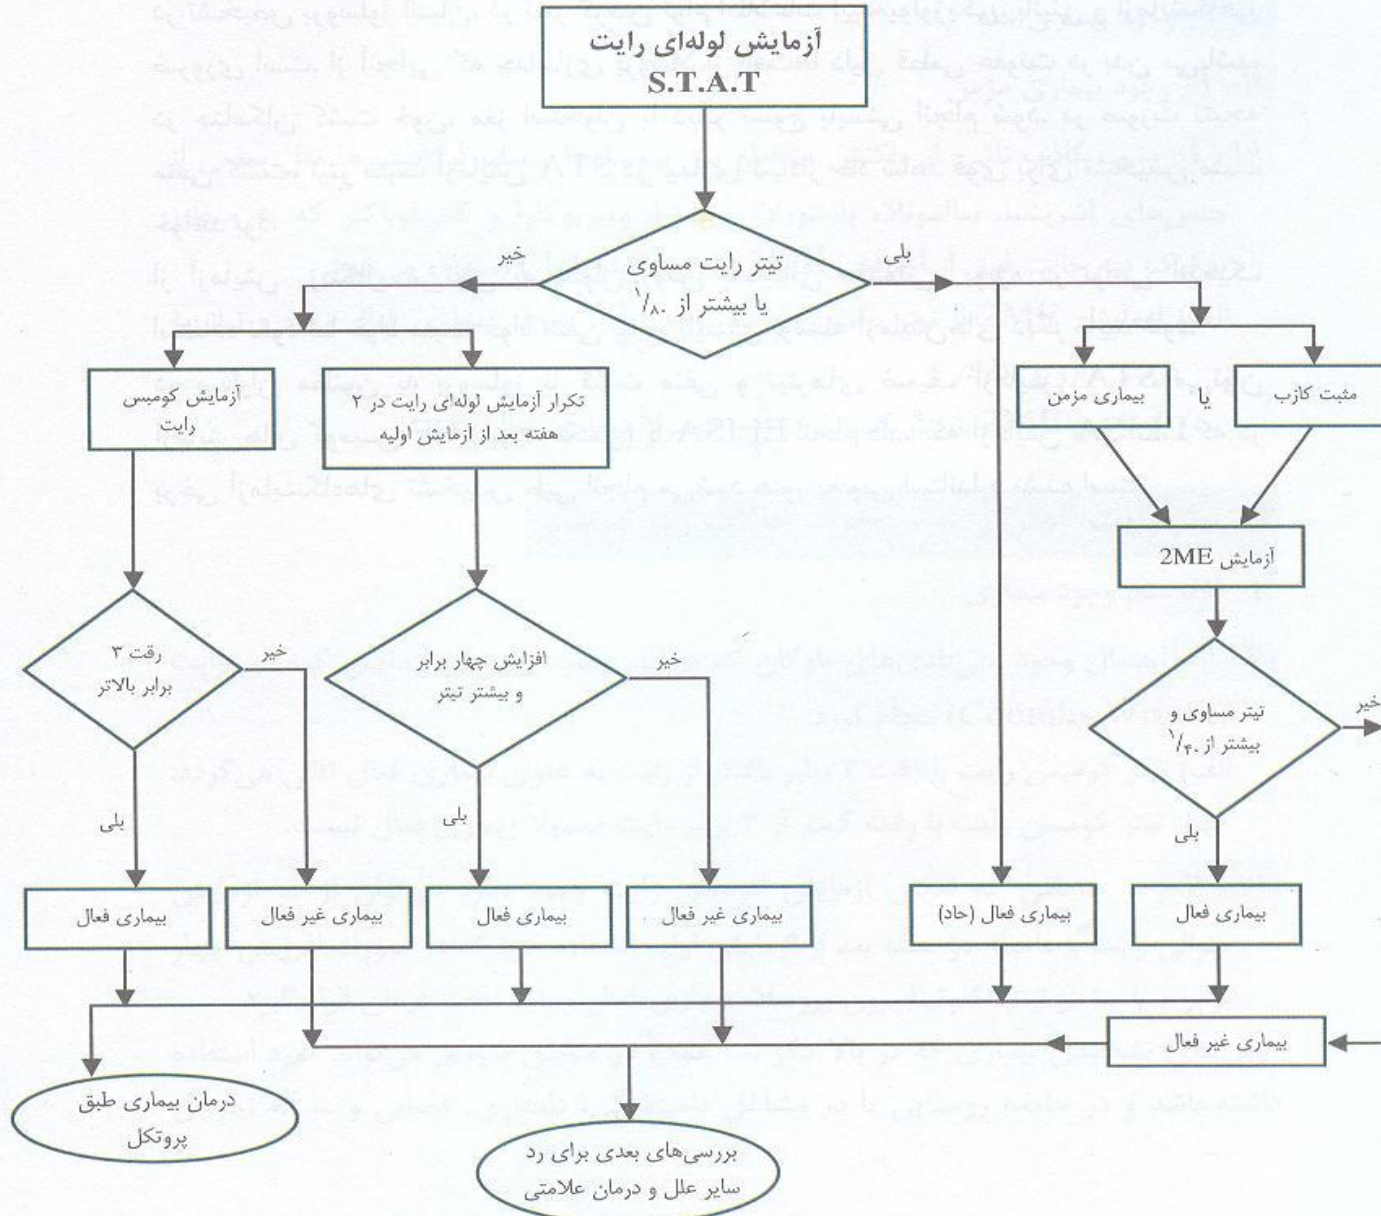 آزمایش لوله‌ای رایت
S.T.A.T
تیتر رایت مساوی
یا بیشتر از ۱/۸۰
بلی
خیر
مثبت کازب
یا
بیماری مزمن
تکرار آزمایش لوله‌ای رایت در ۲
هفته بعد از آزمایش اولیه
آزمایش کومبس
رایت
آزمایش 2ME
تیتر مساوی و
بیشتر از ۱/۴۰
خیر
بلی
افزایش چهار برابر
و بیشتر تیتر
خیر
بلی
رقت ۳
برابر بالاتر
خیر
بلی
بیماری فعال
بیماری فعال (حاد)
بیماری غیر فعال
بیماری فعال
بیماری غیر فعال
بیماری فعال
بیماری غیر فعال
درمان بیماری طبق
پروتکل
بررسی‌های بعدی برای رد
سایر علل و درمان علامتی